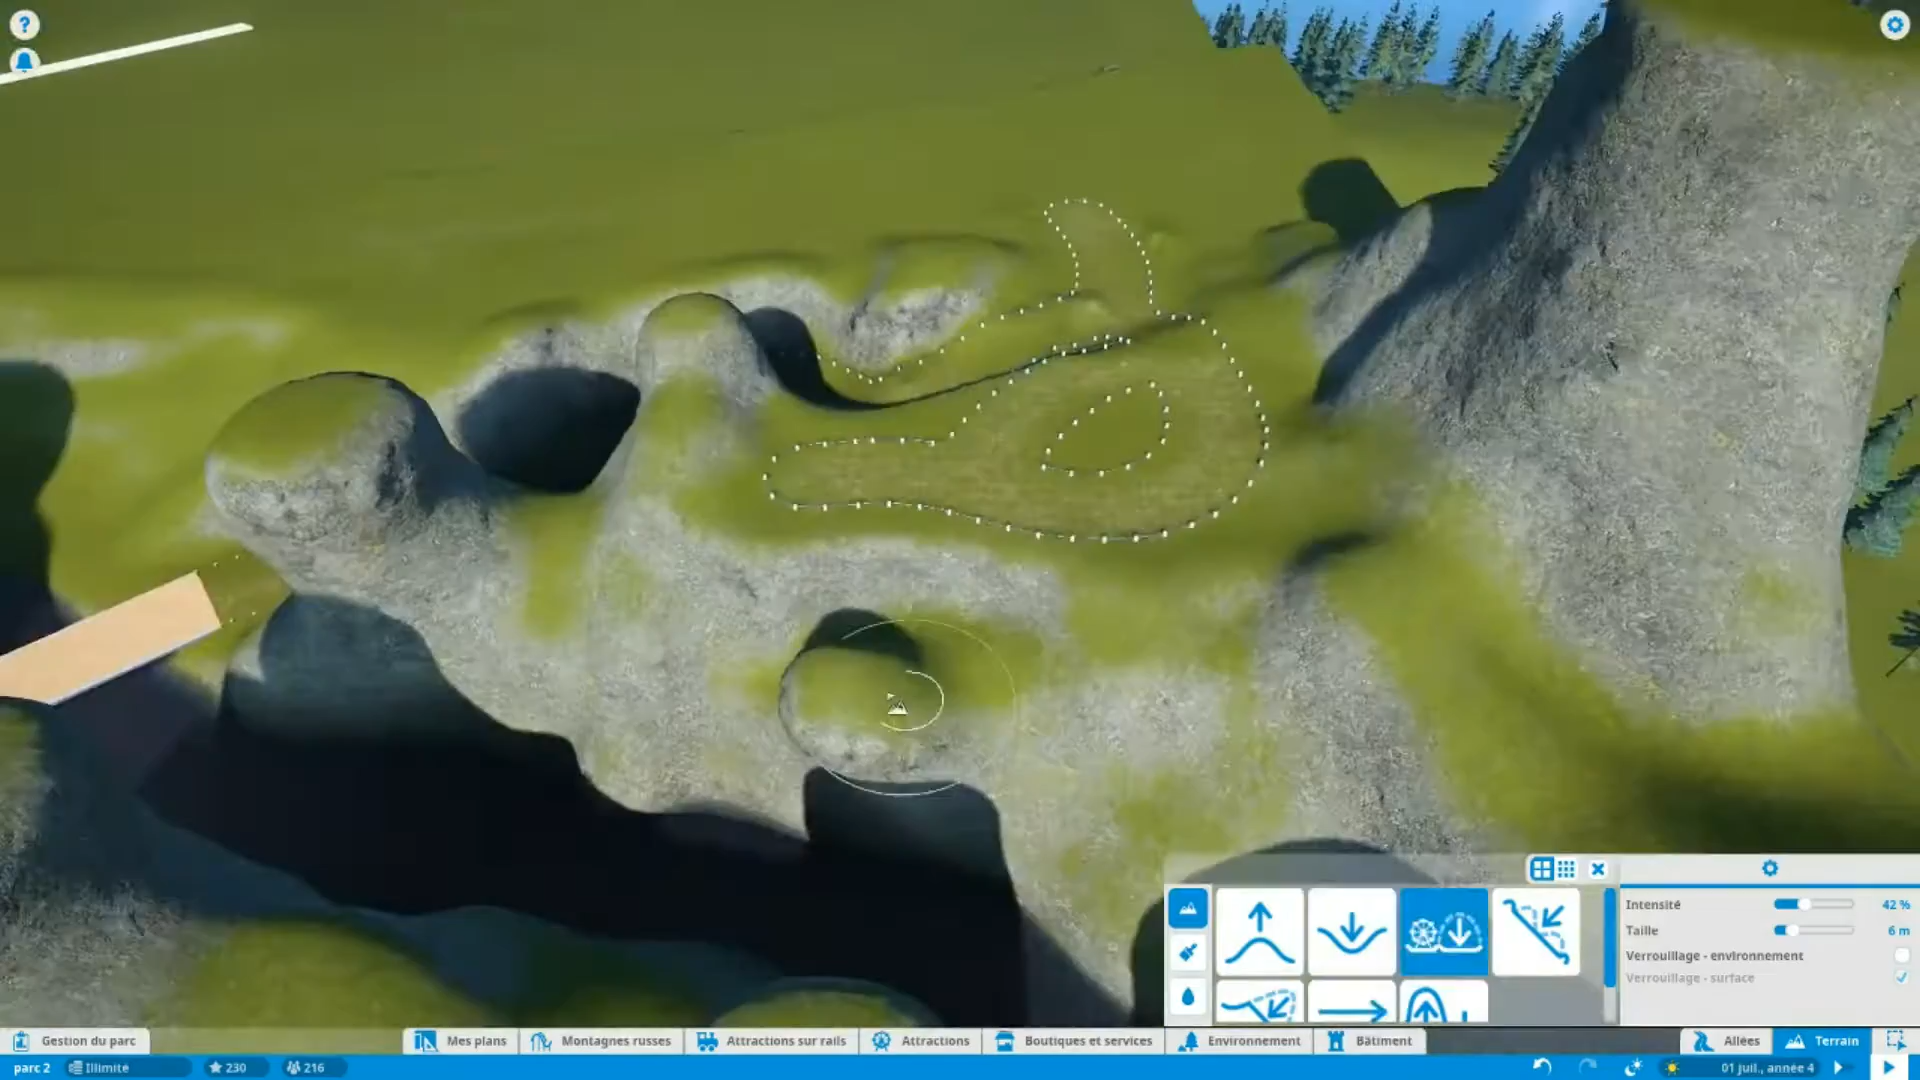 ?
Intensité 42 %
Taille 6 m
Verrouillage - environnement
Verrouillage - surface
Gestion du parc Mes plans Montagnes russes Attractions sur rails Attractions Boutiques et services Environnement Bâtiment Allées Terrain
parc 2 Illimité 230 216 01 juil., année 4